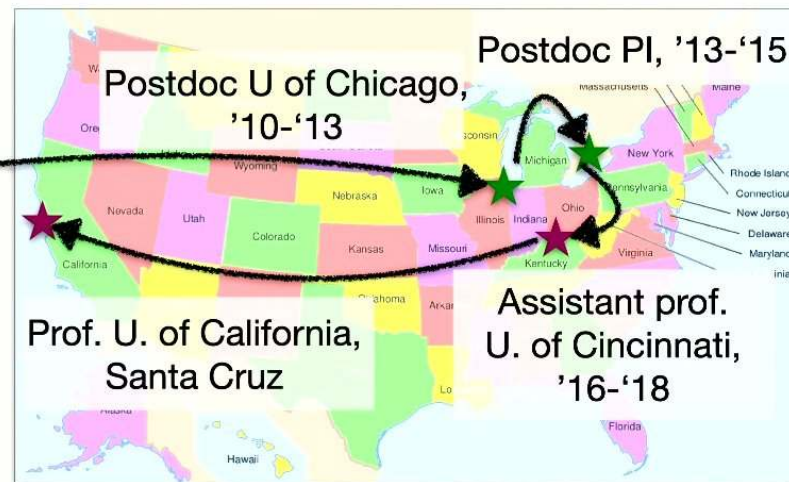 Postdoc PI, '13-'15
Postdoc U of Chicago,
'10-'13
Massachusetts
Maine
Michigan
New York
Rhode Island
Connecticut
New Jersey
Delaware
Maryland
Wyoming
Nebraska
Iowa
Pennsylvania
Nevada
Utah
Colorado
Illinois
Indiana
Ohio
Kansas
Missouri
Kentucky
Virginia
California
Prof. U. of California,
Santa Cruz
Assistant prof.
U. of Cincinnati,
'16-'18
Hawaii
Florida